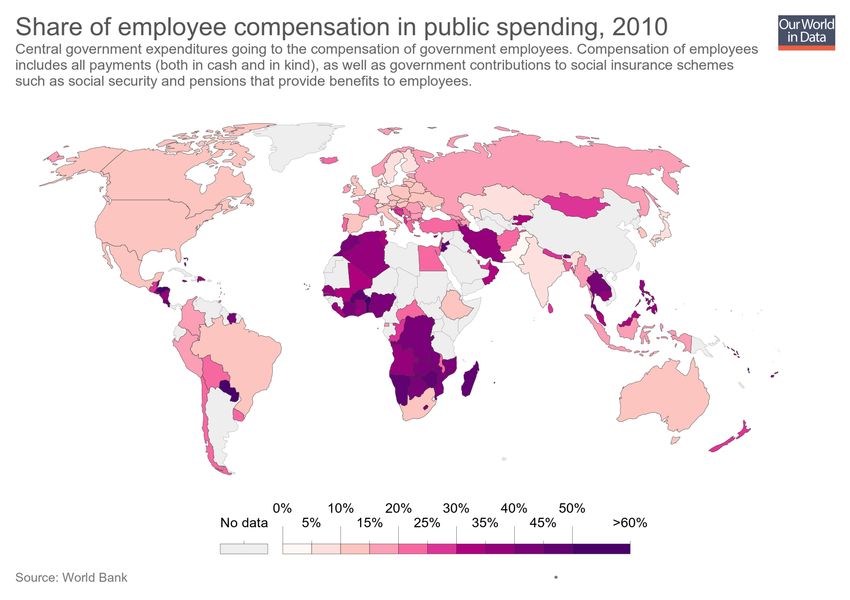 Share of employee compensation in public spending, 2010
Our World
in Data
Central government expenditures going to the compensation of government employees. Compensation of employees
includes all payments (both in cash and in kind), as well as government contributions to social insurance schemes
such as social security and pensions that provide benefits to employees.
0% 10% 20% 30% 40% 50%
No data 5% 15% 25% 35% 45% >60%
Source: World Bank